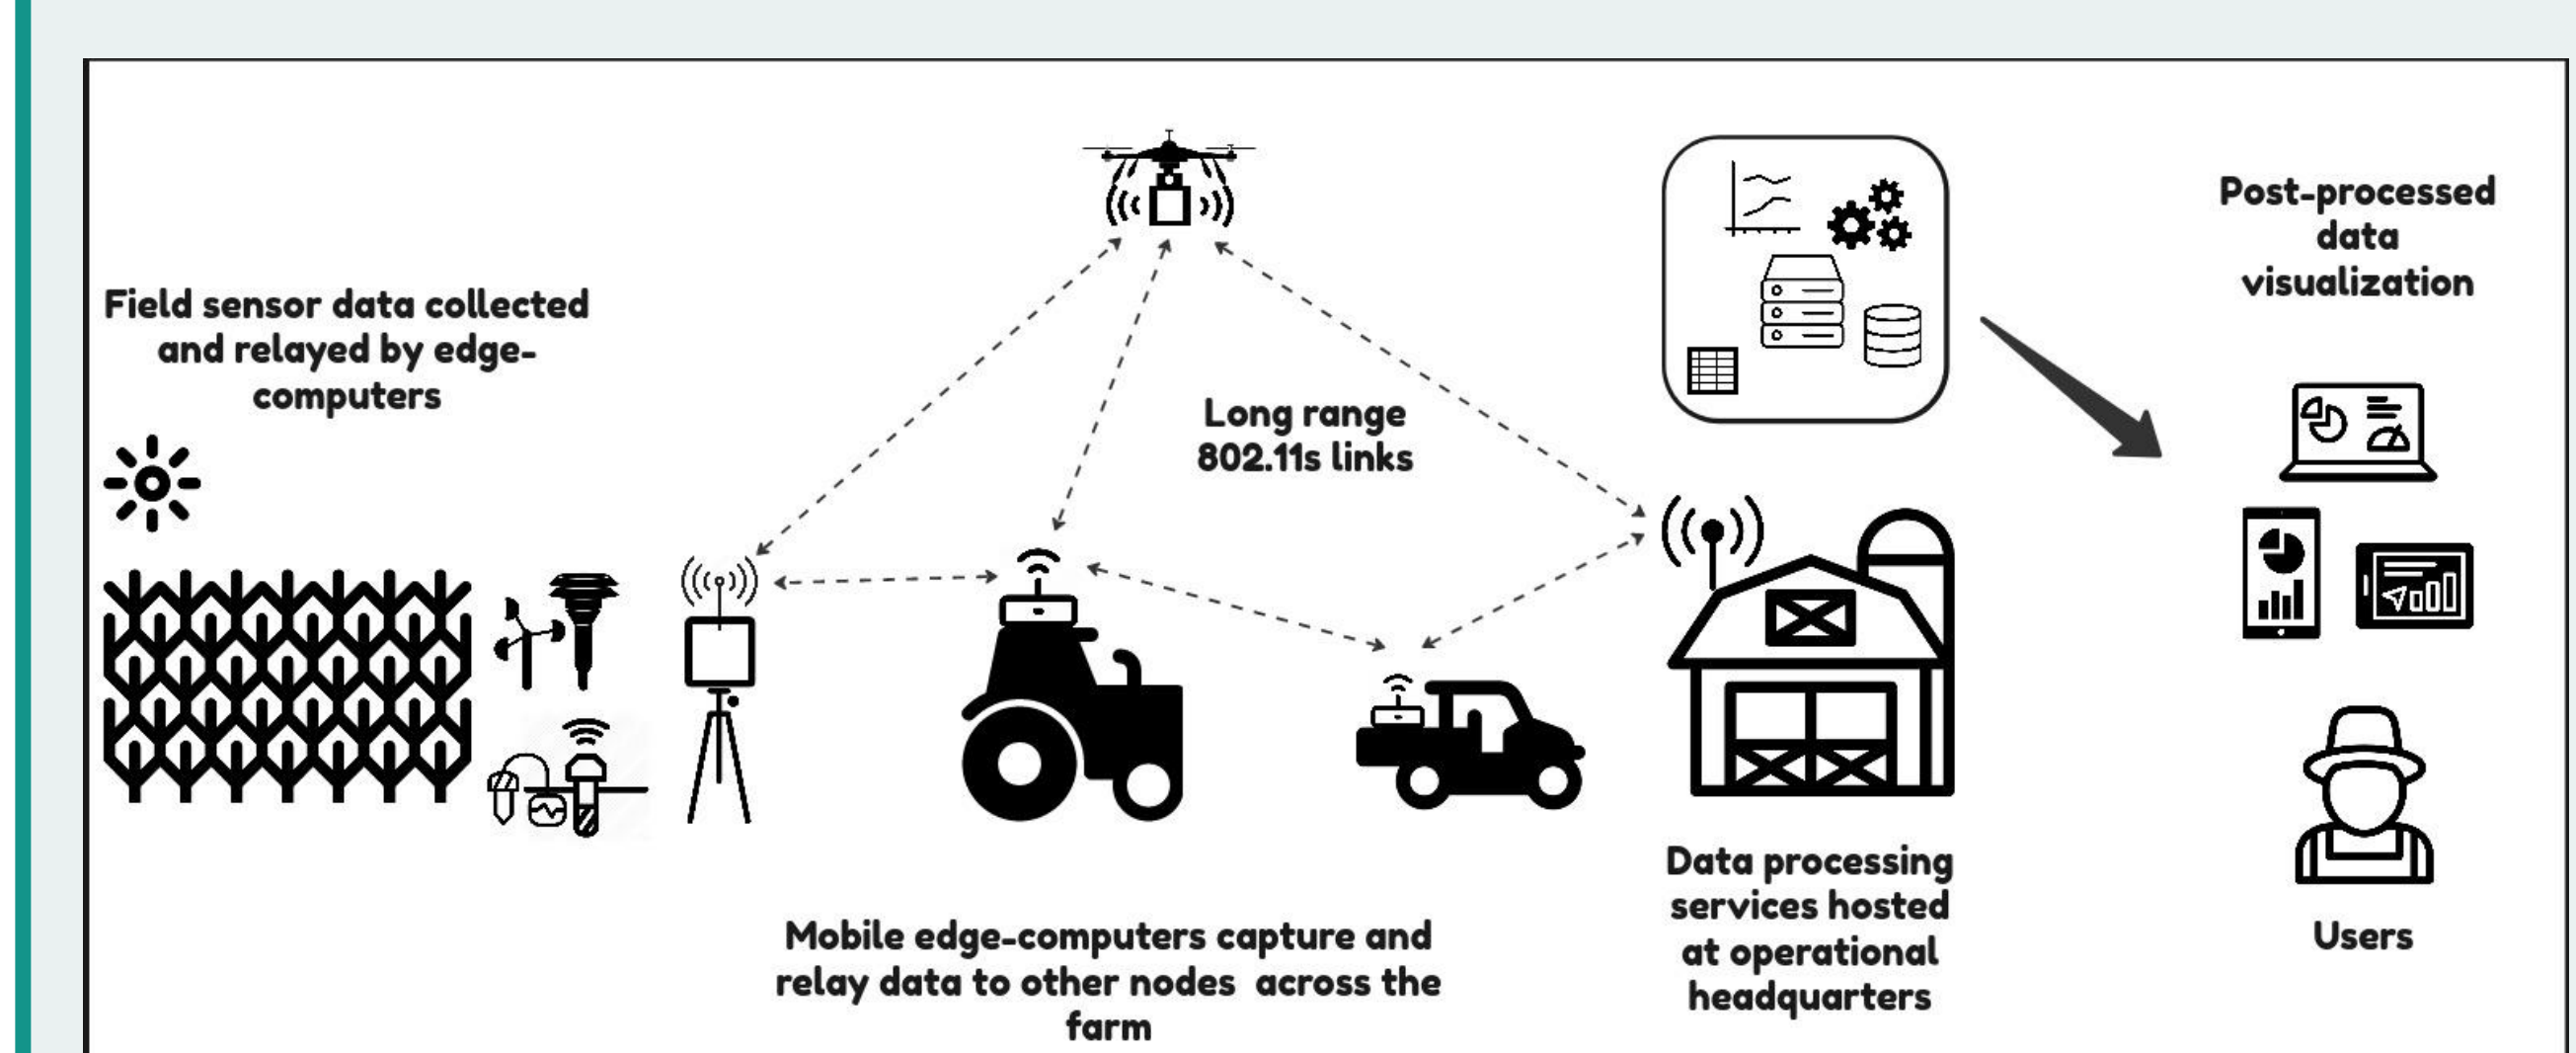 Field sensor data collected
and relayed by edge-
computers
Long range
802.11s links
Mobile edge-computers capture and
relay data to other nodes across the
farm
Data processing
services hosted
at operational
headquarters
Post-processed
data
visualization
Users